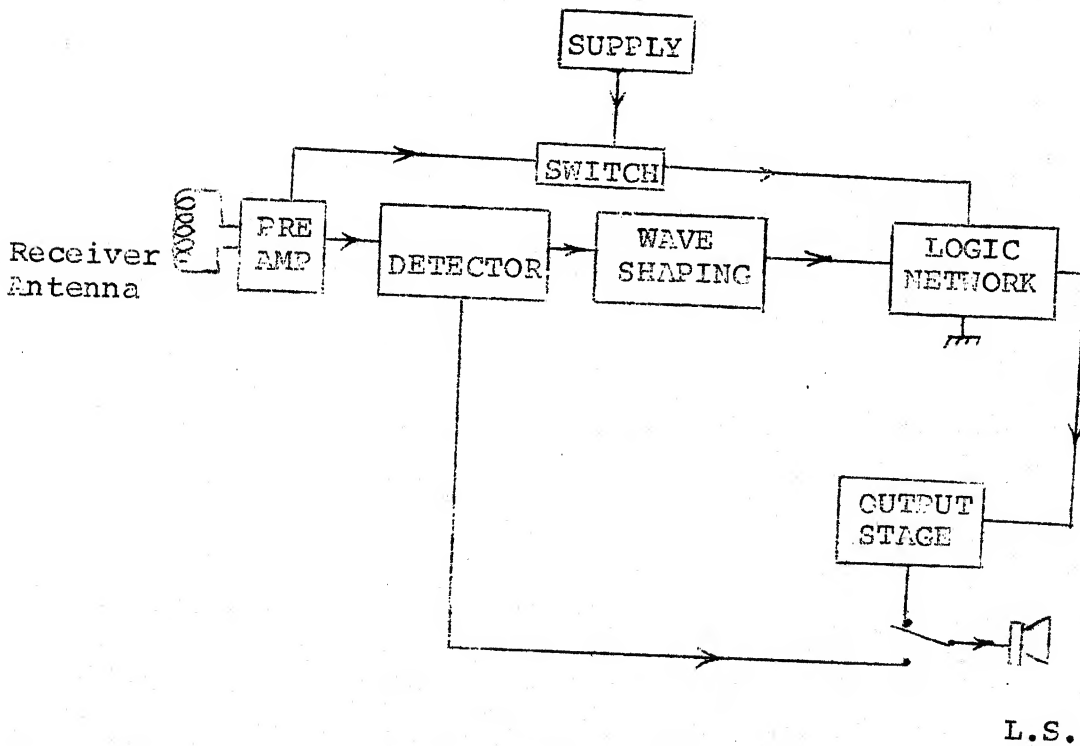 SUPPLY
SWITCH
Receiver
Antenna
PRE
AMP
DETECTOR
WAVE
SHAPING
LOGIC
NETWORK
OUTPUT
STAGE
L.S.